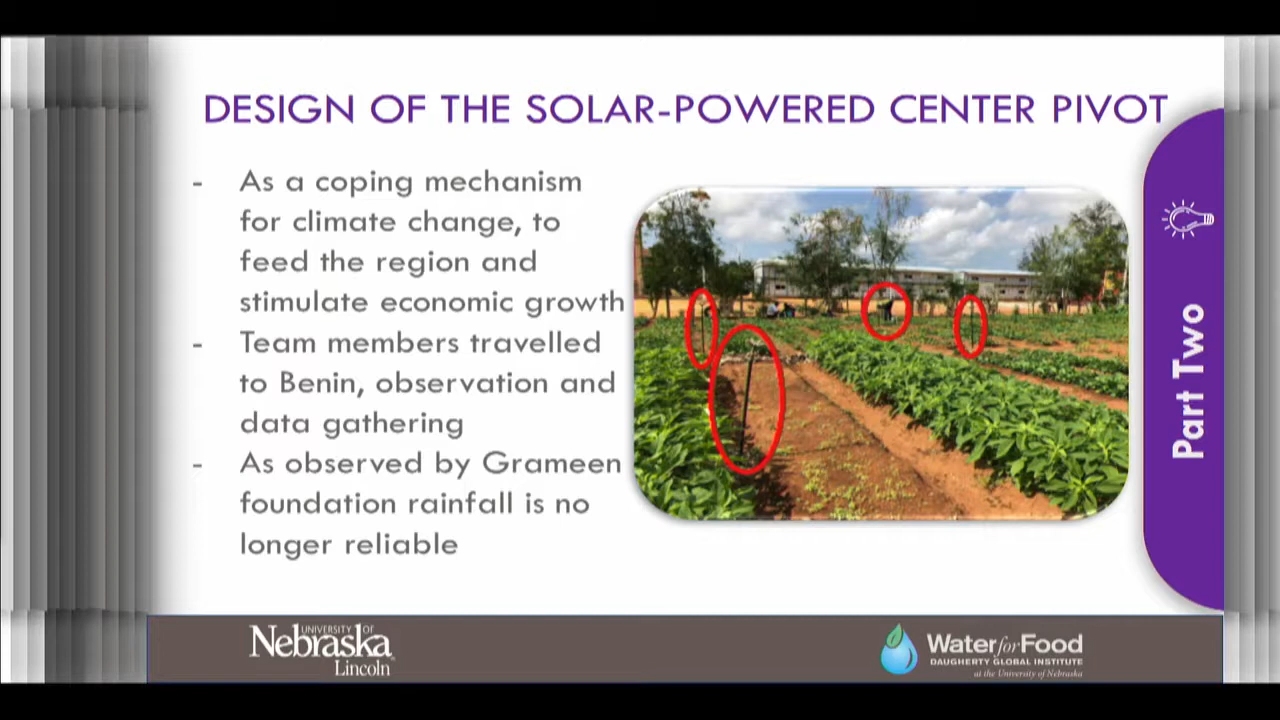 DESIGN OF THE SOLAR-POWERED CENTER PIVOT
- As a coping mechanism
for climate change, to
feed the region and
stimulate economic growth
- Team members travelled
to Benin, observation and
data gathering
- As observed by Grameen
foundation rainfall is no
longer reliable
Part Two
UNIVERSITY OF
Nebraska
Lincoln
Water for Food
DAUGHERTY GLOBAL INSTITUTE
at the University of Nebraska